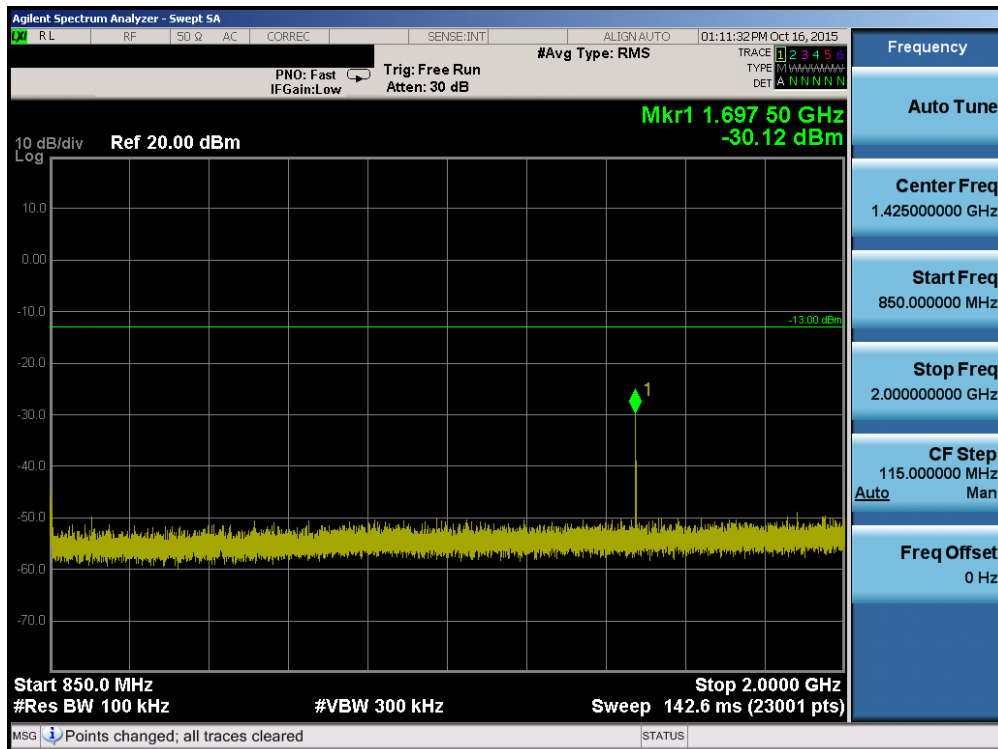 Agilent Spectrum Analyzer - Swept SA
LXI RL RF 50 Ω AC CORREC SENSE:INT ALIGN AUTO 01:11:32 PM Oct 16, 2015
#Avg Type: RMS
TRACE 1 2 3 4 5 6
PNO: Fast Trig: Free Run
TYPE M WWWWW
IFGain:Low Atten: 30 dB
DET A N N N N N
Mkr1 1.697 50 GHz
-30.12 dBm
10 dB/div Ref 20.00 dBm
Log
10.0
0.00
-10.0
-13.00 dBm
-20.0
1
-30.0
-40.0
-50.0
-60.0
-70.0
Start 850.0 MHz Stop 2.0000 GHz
#Res BW 100 kHz #VBW 300 kHz Sweep 142.6 ms (23001 pts)
MSG Points changed; all traces cleared STATUS
Frequency
Auto Tune
Center Freq
1.425000000 GHz
Start Freq
850.000000 MHz
Stop Freq
2.000000000 GHz
CF Step
115.000000 MHz
Auto Man
Freq Offset
0 Hz